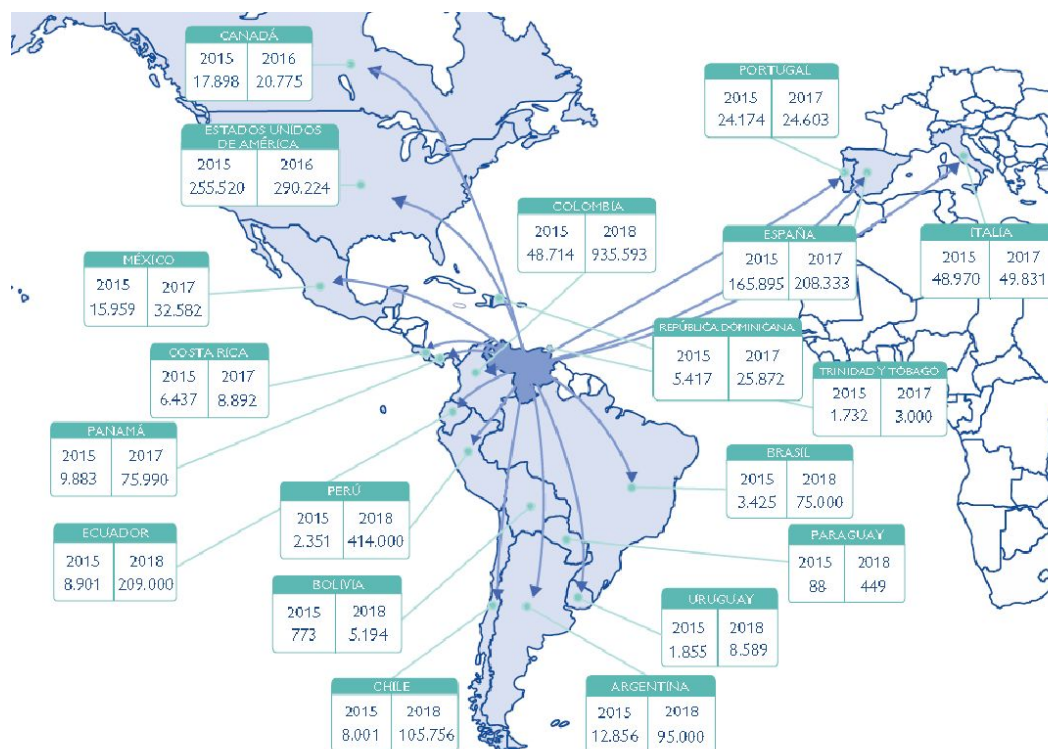 CANADÁ
2015 2016
17.898 20.775
ESTADOS UNIDOS
DE AMÉRICA
2015 2016
255.520 290.224
MÉXICO
2015 2017
15.959 32.582
COSTA RICA
2015 2017
6.437 8.892
PANAMÁ
2015 2017
9.883 75.990
ECUADOR
2015 2018
8.901 209.000
PERÚ
2015 2018
2.351 414.000
BOLIVIA
2015 2018
773 5.194
CHILE
2015 2018
8.001 105.756
COLOMBIA
2015 2018
48.714 935.593
PORTUGAL
2015 2017
24.174 24.603
ESPAÑA
2015 2017
165.895 208.333
ITALÍA
2015 2017
48.970 49.831
REPÚBLICA DOMINICANA
2015 2017
5.417 25.872
TRINIDAD Y TÓBAGO
2015 2017
1.732 3.000
BRASIL
2015 2018
3.425 75.000
PARAGUAY
2015 2018
88 449
URUGUAY
2015 2018
1.855 8.589
ARGENTINA
2015 2018
12.856 95.000